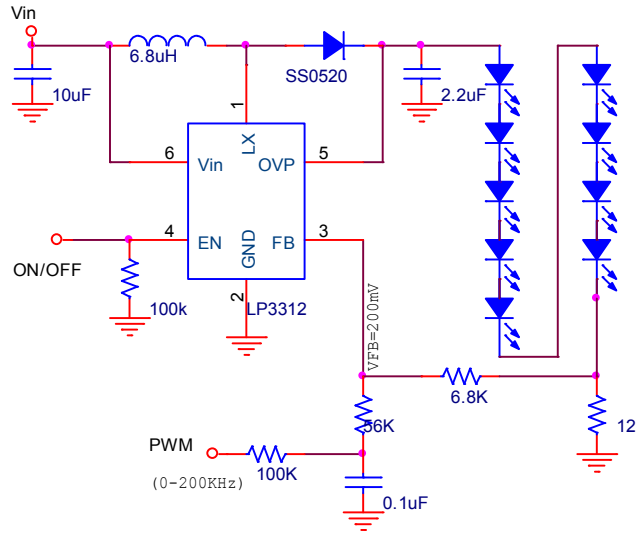 Vin
6.8uH
SS0520
10uF
2.2uF
1
LX
6
Vin
OVP
5
4
EN
FB
3
GND
2
ON/OFF
100k
LP3312
VFB=200mV
6.8K
56K
12
PWM
100K
(0-200KHz)
0.1uF